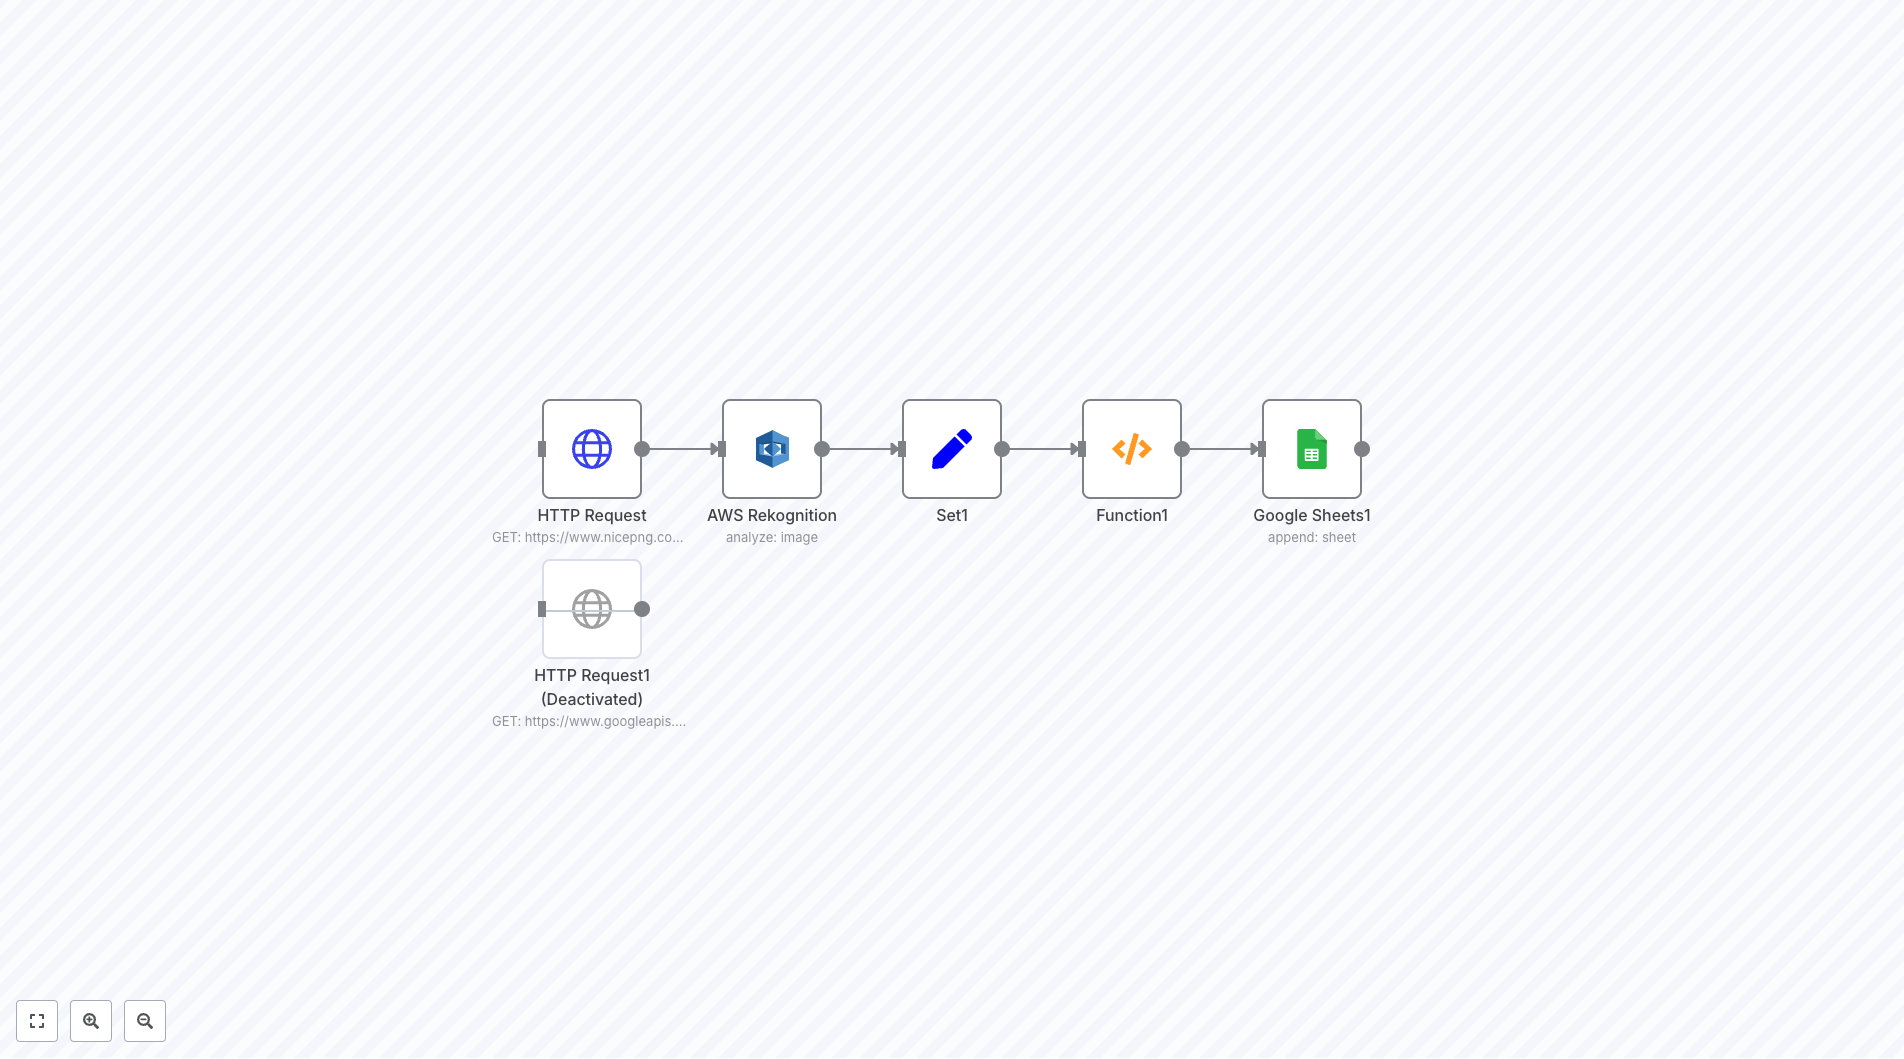 HTTP Request
GET: https://www.nicepng.co...
AWS Rekognition
analyze: image
Set1
Function1
Google Sheets1
append: sheet
HTTP Request1
(Deactivated)
GET: https://www.googleapis....